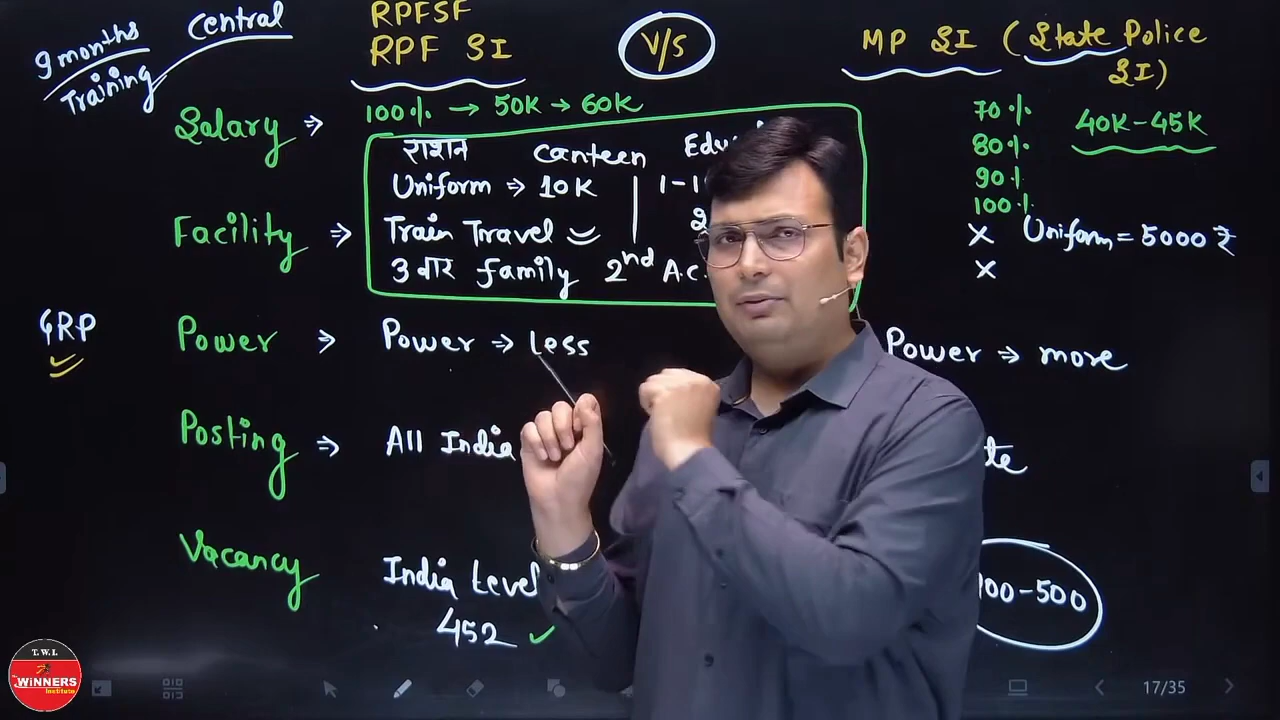 9 months Training
Central
RPFSF
RPF SI
V/S
MP SI (State Police SI)
Salary ⇒ 100% → 50K → 60K
70% 80% 90% 100%
40K-45K
राशन Canteen
Uniform ⇒ 10K
Facility ⇒ Train Travel
3 बार family 2nd A.C.
X Uniform = 5000 ₹
X
GRP
Power ⇒ Power → Less
Power → more
Posting ⇒ All India
Vacancy India Level
452 ✓
T.W.I.
WiNNERS
Institute
17/35